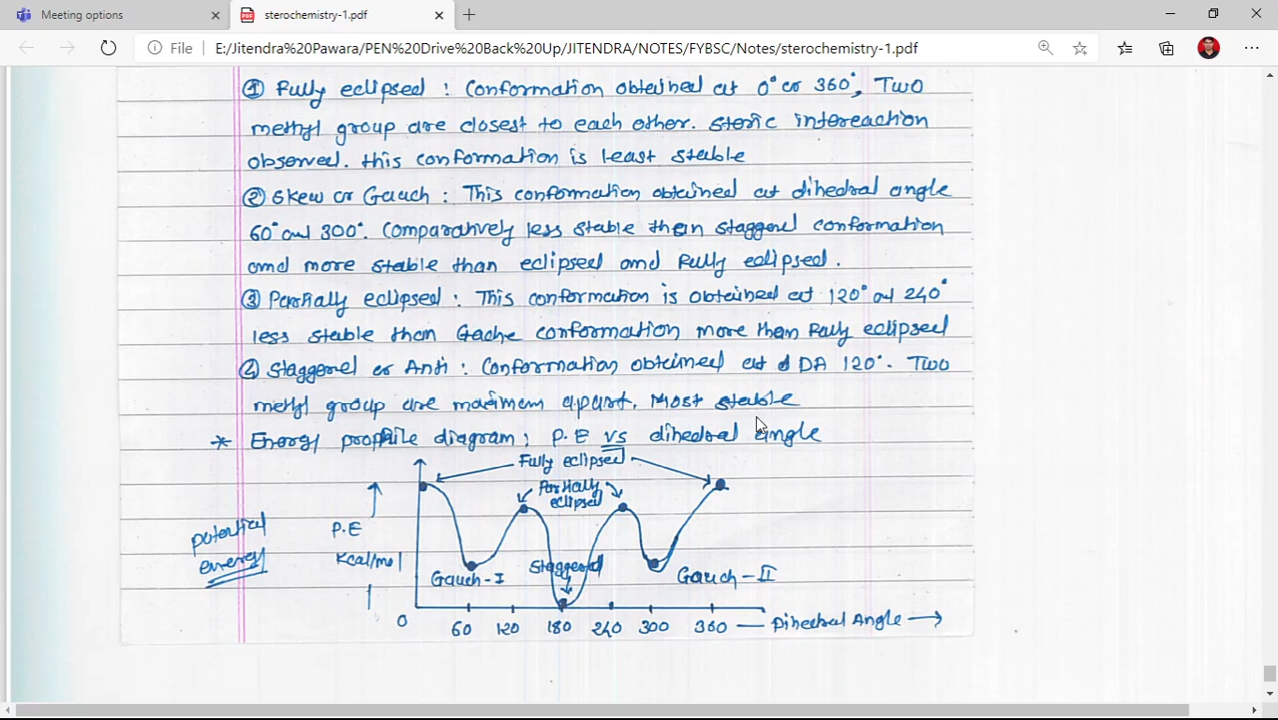 Meeting options
sterochemistry-1.pdf
File
E:/Jitendra%20Pawara/PEN%20Drive%20Back%20Up/JITENDRA/NOTES/FYBSC/Notes/sterochemistry-1.pdf
① Fully eclipsed : Conformation obtained at 0° or 360°, Two
methyl group are closest to each other. Steric intereaction
observed. this conformation is least stable
② Skew or Gauch : This conformation obtained at dihedral angle
60° and 300°. Comparatively less stable then staggered conformation
and more stable than eclipsed and Fully eclipsed.
③ Partially eclipsed : This conformation is obtained at 120° and 240°
less stable than Gache conformation more than Fully eclipsed
④ Staggered or Anti : Conformation obtained at DA 120°. Two
methyl group are maximum apart. Most stable
* Energy prophile diagram: P.E vs dihedral angle
Fully eclipsed
Partially
eclipsed
potential
energy
P.E
Kcal/mol
Gauch-I
Staggered
Gauch-II
0
60 120 180 240 300 360
Dihedral Angle